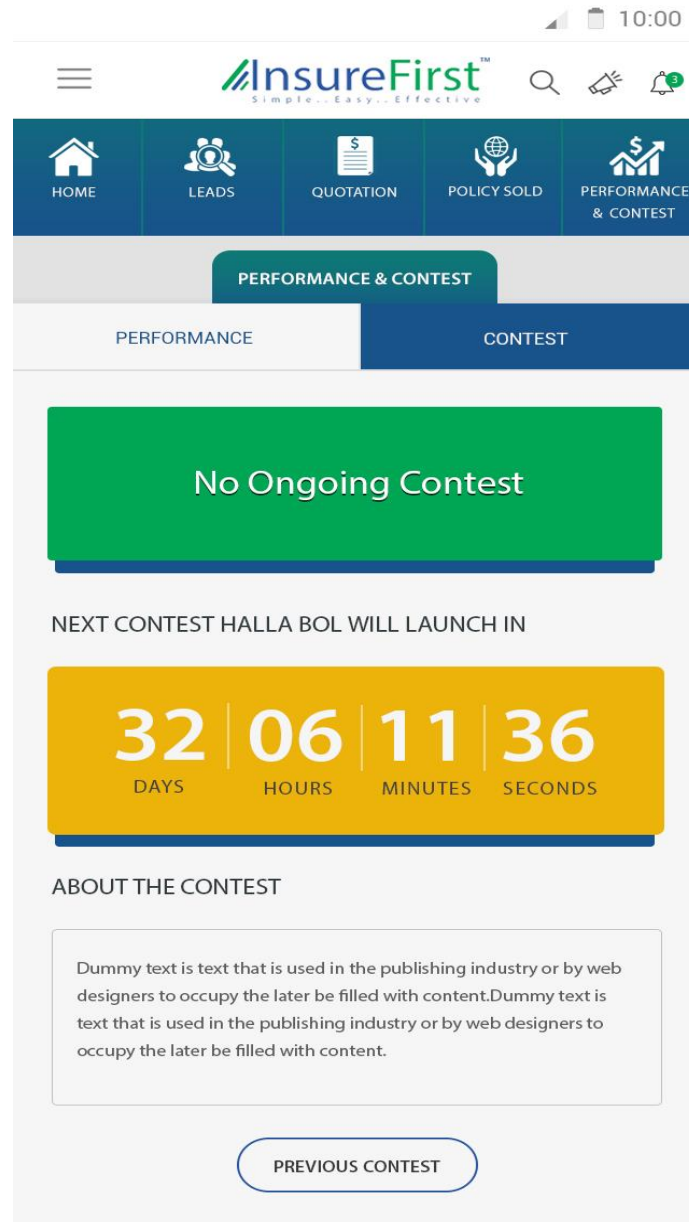 10:00
InsureFirst™
Simple..Easy..Effective
3
HOME
LEADS
QUOTATION
POLICY SOLD
PERFORMANCE
& CONTEST
PERFORMANCE & CONTEST
PERFORMANCE
CONTEST
No Ongoing Contest
NEXT CONTEST HALLA BOL WILL LAUNCH IN
32 06 11 36
DAYS HOURS MINUTES SECONDS
ABOUT THE CONTEST
Dummy text is text that is used in the publishing industry or by web
designers to occupy the later be filled with content.Dummy text is
text that is used in the publishing industry or by web designers to
occupy the later be filled with content.
PREVIOUS CONTEST